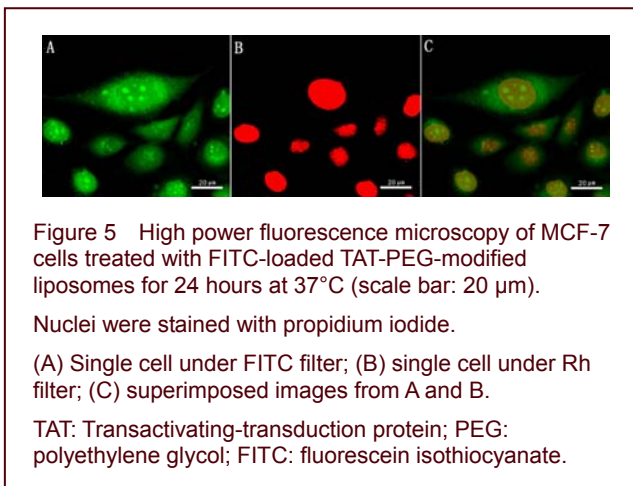 A B C
20 μm 20 μm 20 μm
Figure 5 High power fluorescence microscopy of MCF-7
cells treated with FITC-loaded TAT-PEG-modified
liposomes for 24 hours at 37°C (scale bar: 20 μm).
Nuclei were stained with propidium iodide.
(A) Single cell under FITC filter; (B) single cell under Rh
filter; (C) superimposed images from A and B.
TAT: Transactivating-transduction protein; PEG:
polyethylene glycol; FITC: fluorescein isothiocyanate.